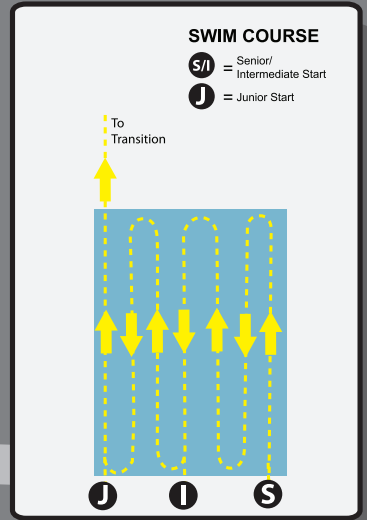 SWIM COURSE
S/I = Senior/
Intermediate Start
J = Junior Start
To
Transition
J I S